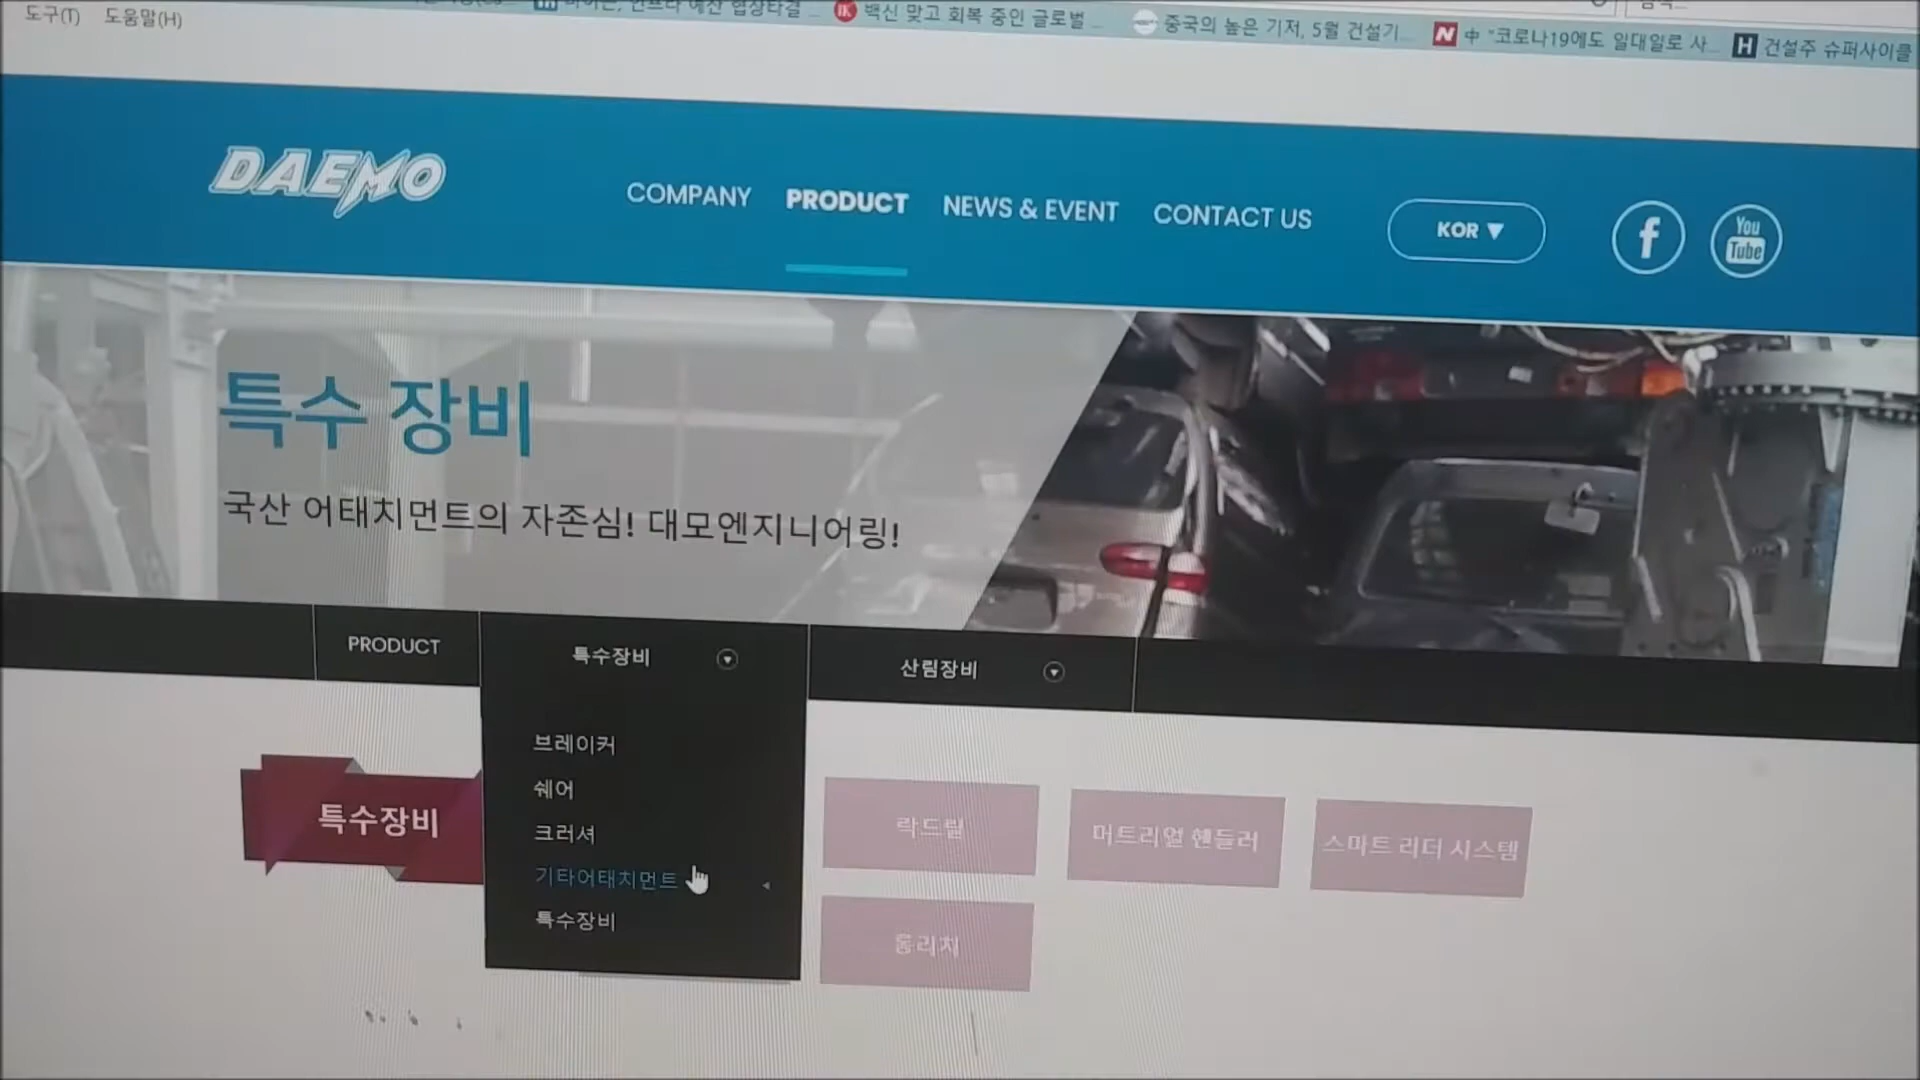 도구(T) 도움말(H)
백신 맞고 회복 중인 글로벌 ...
중국의 높은 기저, 5월 건설기...
中 "코로나19에도 일대일로 사...
건설주 슈퍼사이클
DAEMO
COMPANY
PRODUCT
NEWS & EVENT
CONTACT US
KOR ▼
f
You Tube
특수 장비
국산 어태치먼트의 자존심! 대모엔지니어링!
PRODUCT
특수장비
산림장비
브레이커
쉐어
크러셔
기타어태치먼트
특수장비
특수장비
락드릴
머트리얼 핸들러
스마트 리더 시스템
롱리치